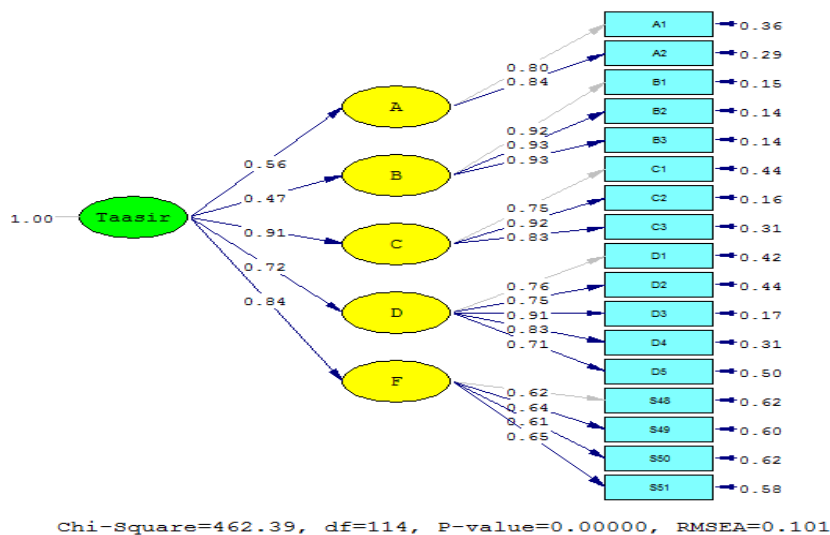 A1 0.36
0.80
A2 0.29
0.84
B1 0.15
A
B2 0.14
0.92
0.93
B3 0.14
0.93
0.56
C1 0.44
B
0.47
C2 0.16
0.75
0.92
C3 0.31
0.83
1.00 Taasir
0.91
C
D1 0.42
0.72
D2 0.44
0.76
0.75
D3 0.17
0.91
0.84
D
D4 0.31
0.83
0.71
D5 0.50
F
S48 0.62
0.62
0.64
S49 0.60
0.61
0.65
S50 0.62
S51 0.58
Chi-Square=462.39, df=114, P-value=0.00000, RMSEA=0.101